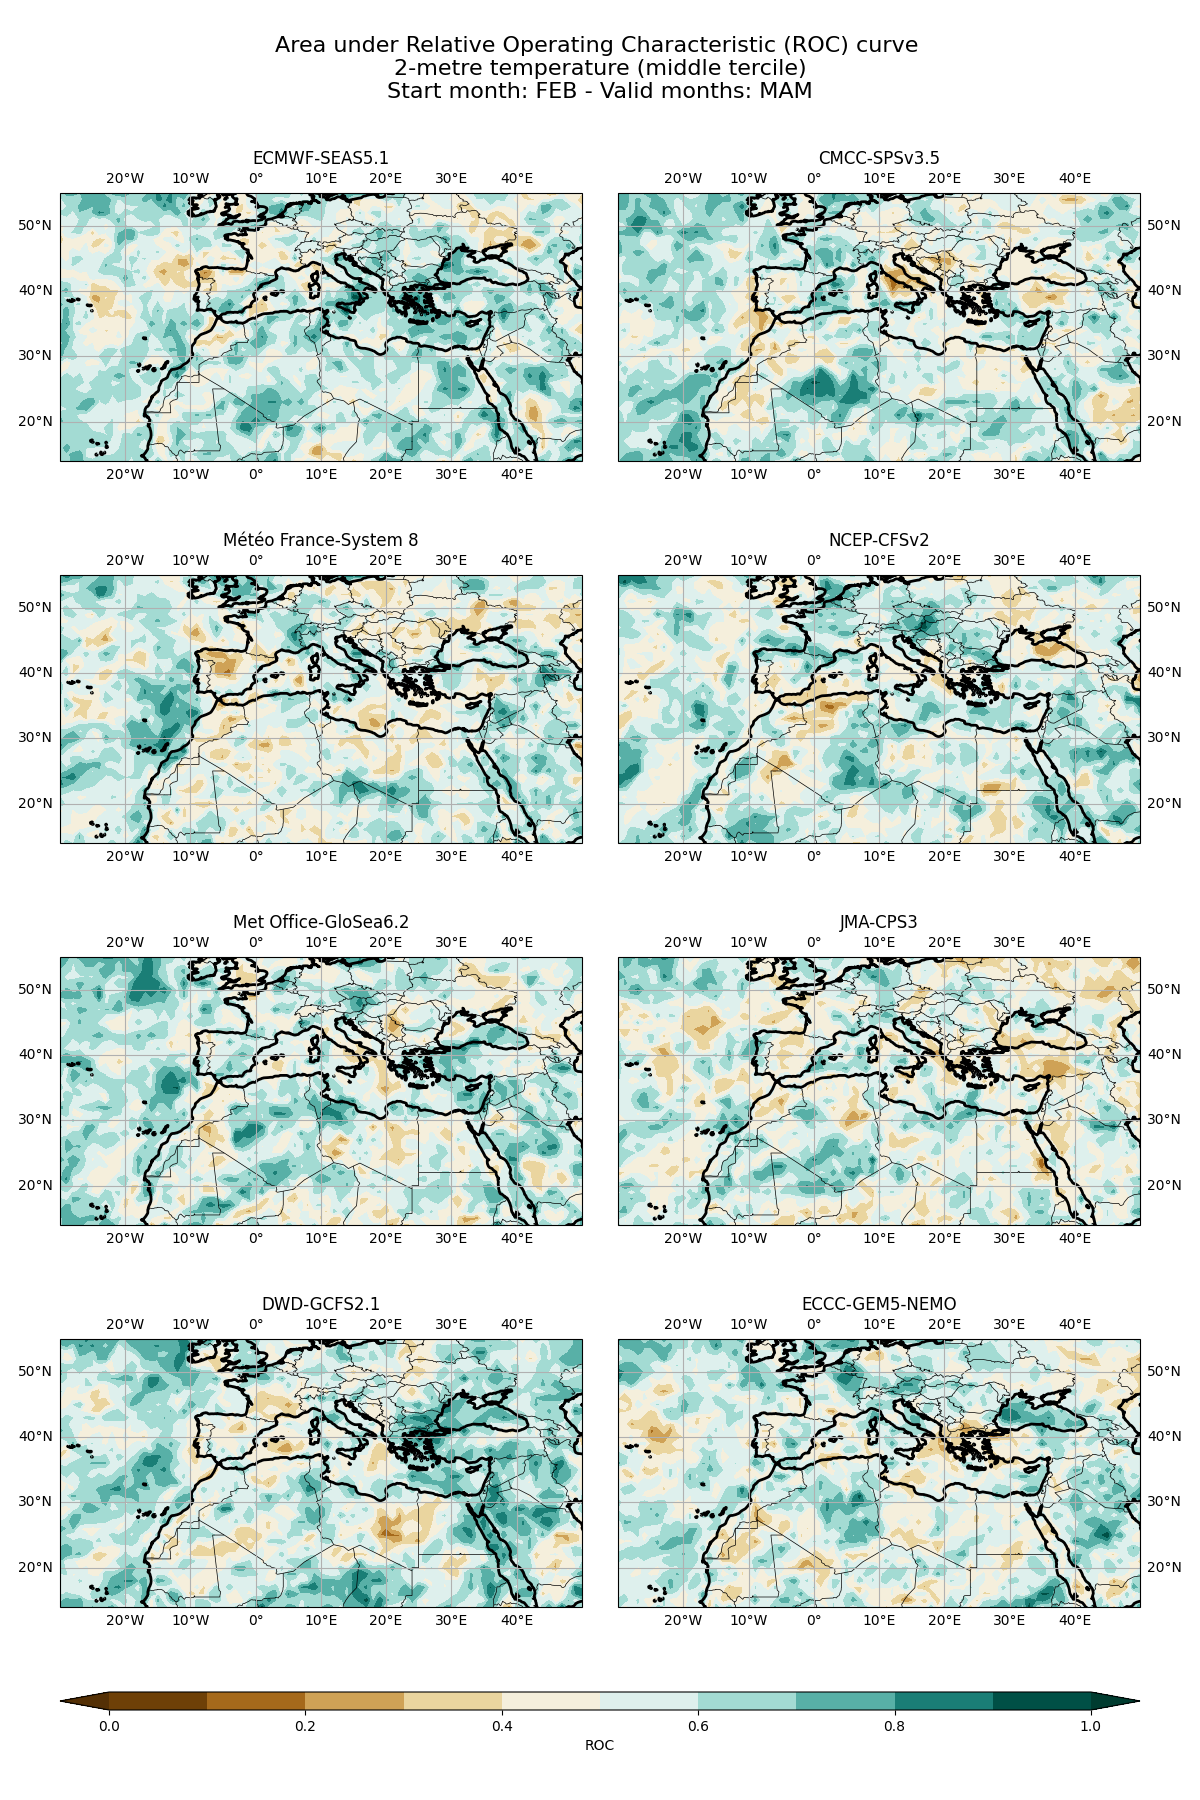 Area under Relative Operating Characteristic (ROC) curve
2-metre temperature (middle tercile)
Start month: FEB - Valid months: MAM
ECMWF-SEAS5.1
20°W 10°W 0° 10°E 20°E 30°E 40°E
50°N
40°N
30°N
20°N
20°W 10°W 0° 10°E 20°E 30°E 40°E
CMCC-SPSv3.5
20°W 10°W 0° 10°E 20°E 30°E 40°E
50°N
40°N
30°N
20°N
20°W 10°W 0° 10°E 20°E 30°E 40°E
Météo France-System 8
20°W 10°W 0° 10°E 20°E 30°E 40°E
50°N
40°N
30°N
20°N
20°W 10°W 0° 10°E 20°E 30°E 40°E
NCEP-CFSv2
20°W 10°W 0° 10°E 20°E 30°E 40°E
50°N
40°N
30°N
20°N
20°W 10°W 0° 10°E 20°E 30°E 40°E
Met Office-GloSea6.2
20°W 10°W 0° 10°E 20°E 30°E 40°E
50°N
40°N
30°N
20°N
20°W 10°W 0° 10°E 20°E 30°E 40°E
JMA-CPS3
20°W 10°W 0° 10°E 20°E 30°E 40°E
50°N
40°N
30°N
20°N
20°W 10°W 0° 10°E 20°E 30°E 40°E
DWD-GCFS2.1
20°W 10°W 0° 10°E 20°E 30°E 40°E
50°N
40°N
30°N
20°N
20°W 10°W 0° 10°E 20°E 30°E 40°E
ECCC-GEM5-NEMO
20°W 10°W 0° 10°E 20°E 30°E 40°E
50°N
40°N
30°N
20°N
20°W 10°W 0° 10°E 20°E 30°E 40°E
0.0 0.2 0.4 0.6 0.8 1.0
ROC